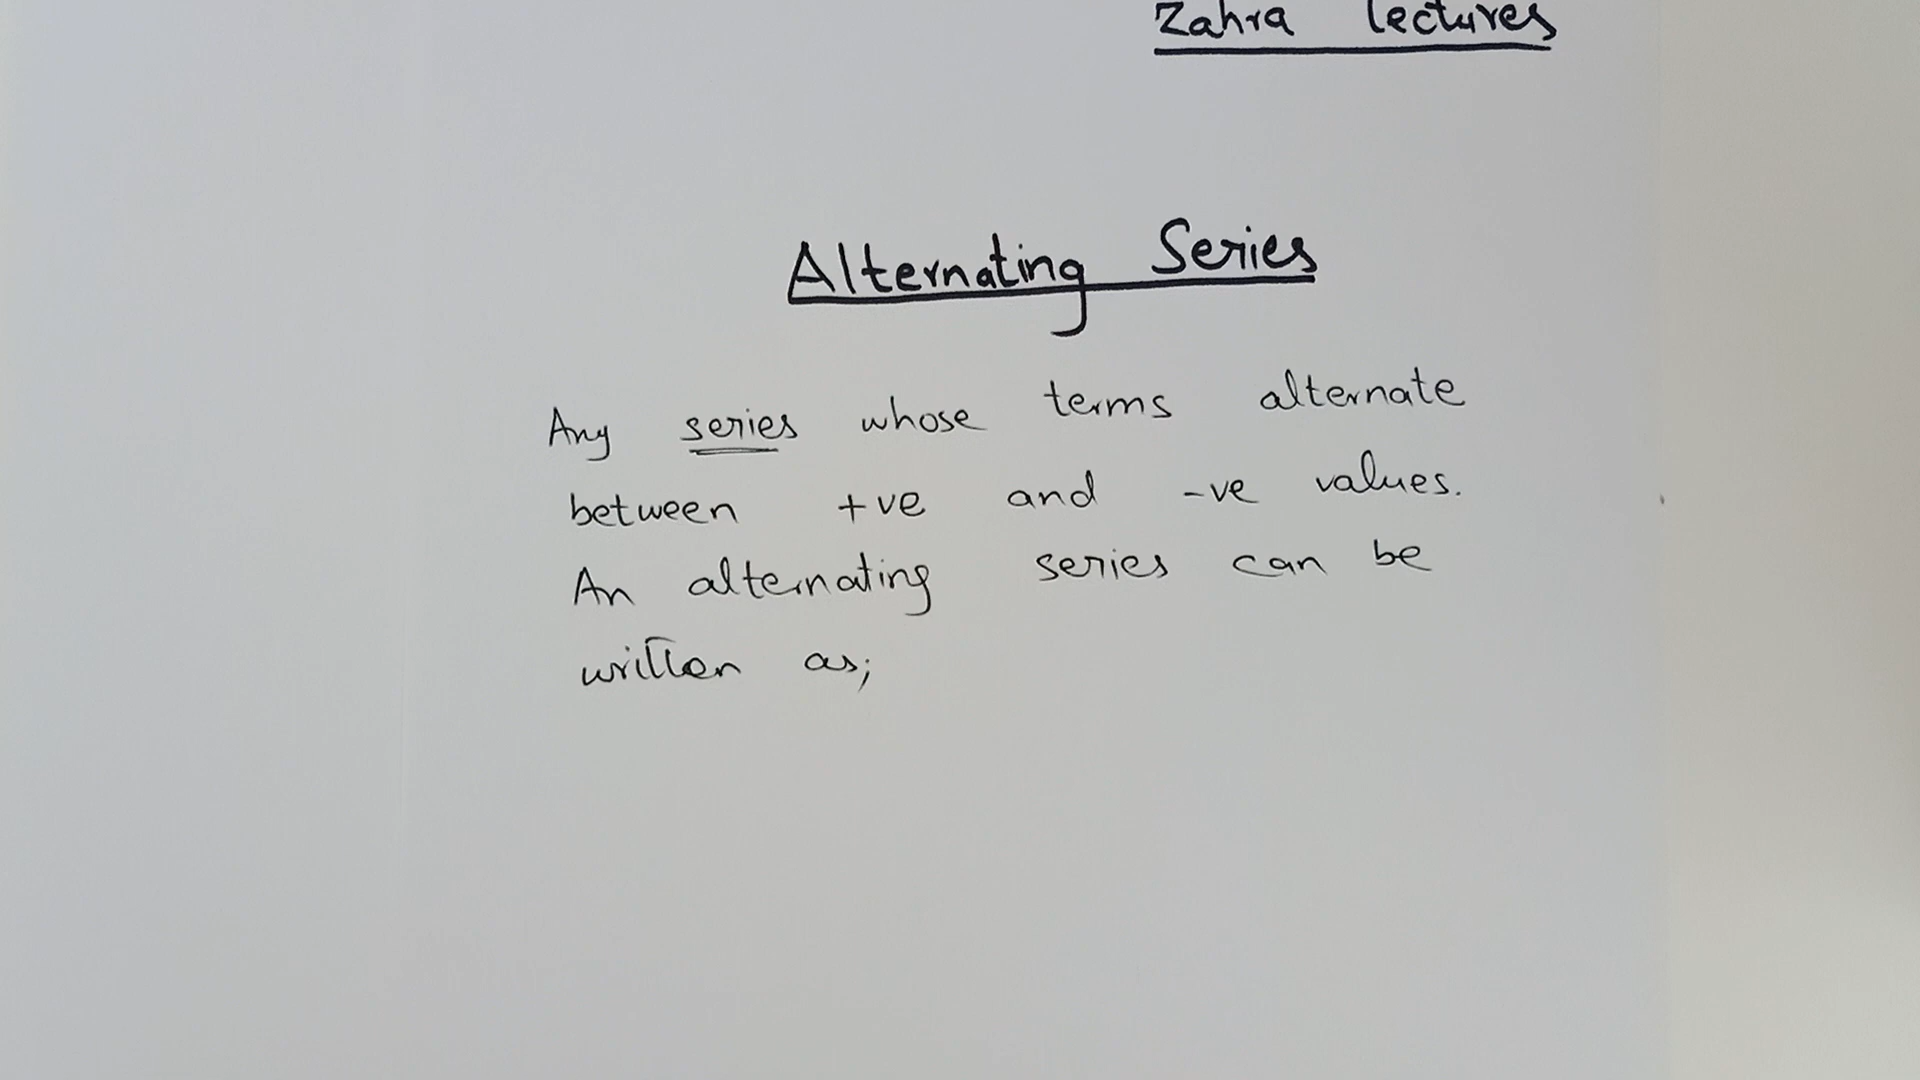 Zahra lectures
Alternating Series
Any series whose terms alternate
between +ve and -ve values.
An alternating series can be
written as;